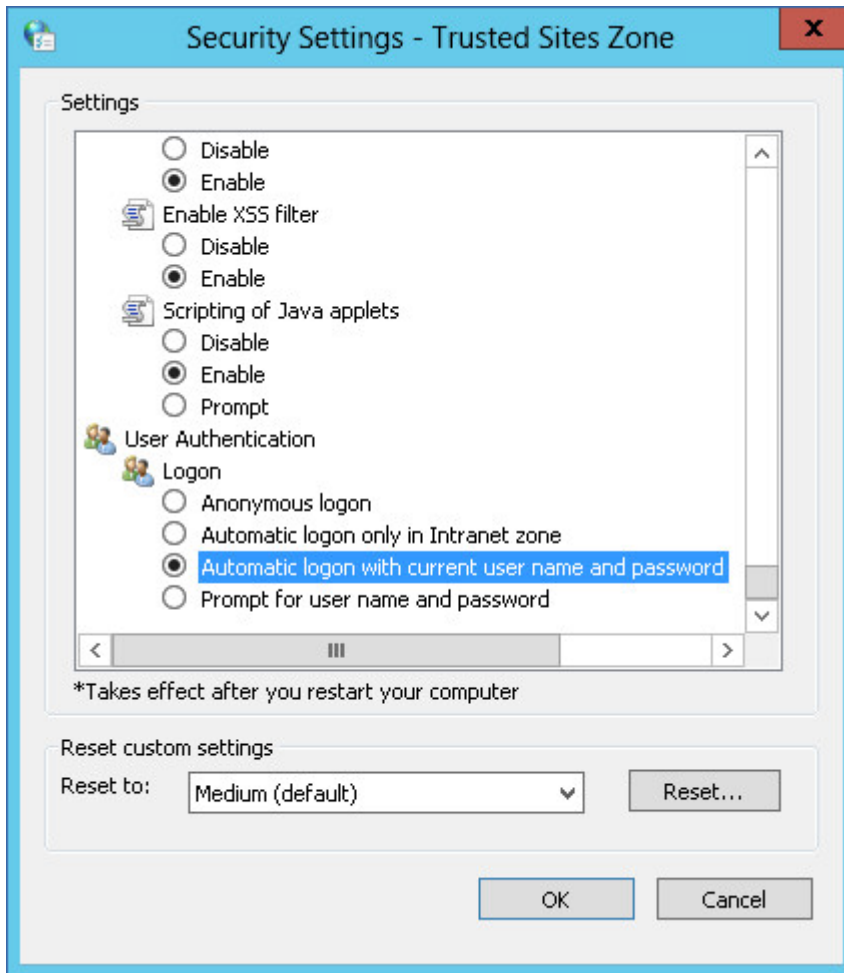 Security Settings - Trusted Sites Zone
x
Settings
Disable
Enable
Enable XSS filter
Disable
Enable
Scripting of Java applets
Disable
Enable
Prompt
User Authentication
Logon
Anonymous logon
Automatic logon only in Intranet zone
Automatic logon with current user name and password
Prompt for user name and password
*Takes effect after you restart your computer
Reset custom settings
Reset to: Medium (default) Reset...
OK Cancel